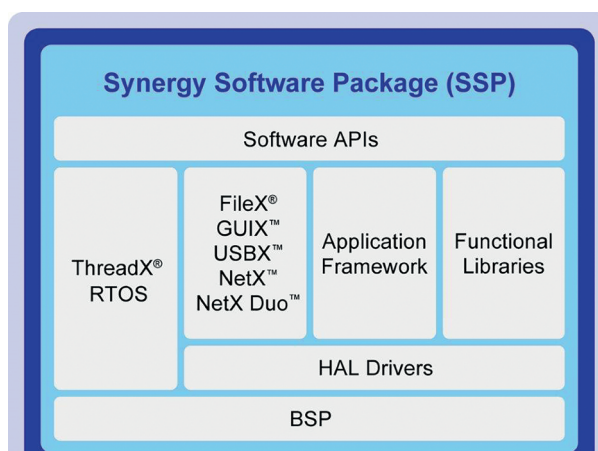 Synergy Software Package (SSP)
Software APIs
ThreadX®
RTOS
FileX®
GUIX™
USBX™
NetX™
NetX Duo™
Application
Framework
Functional
Libraries
HAL Drivers
BSP